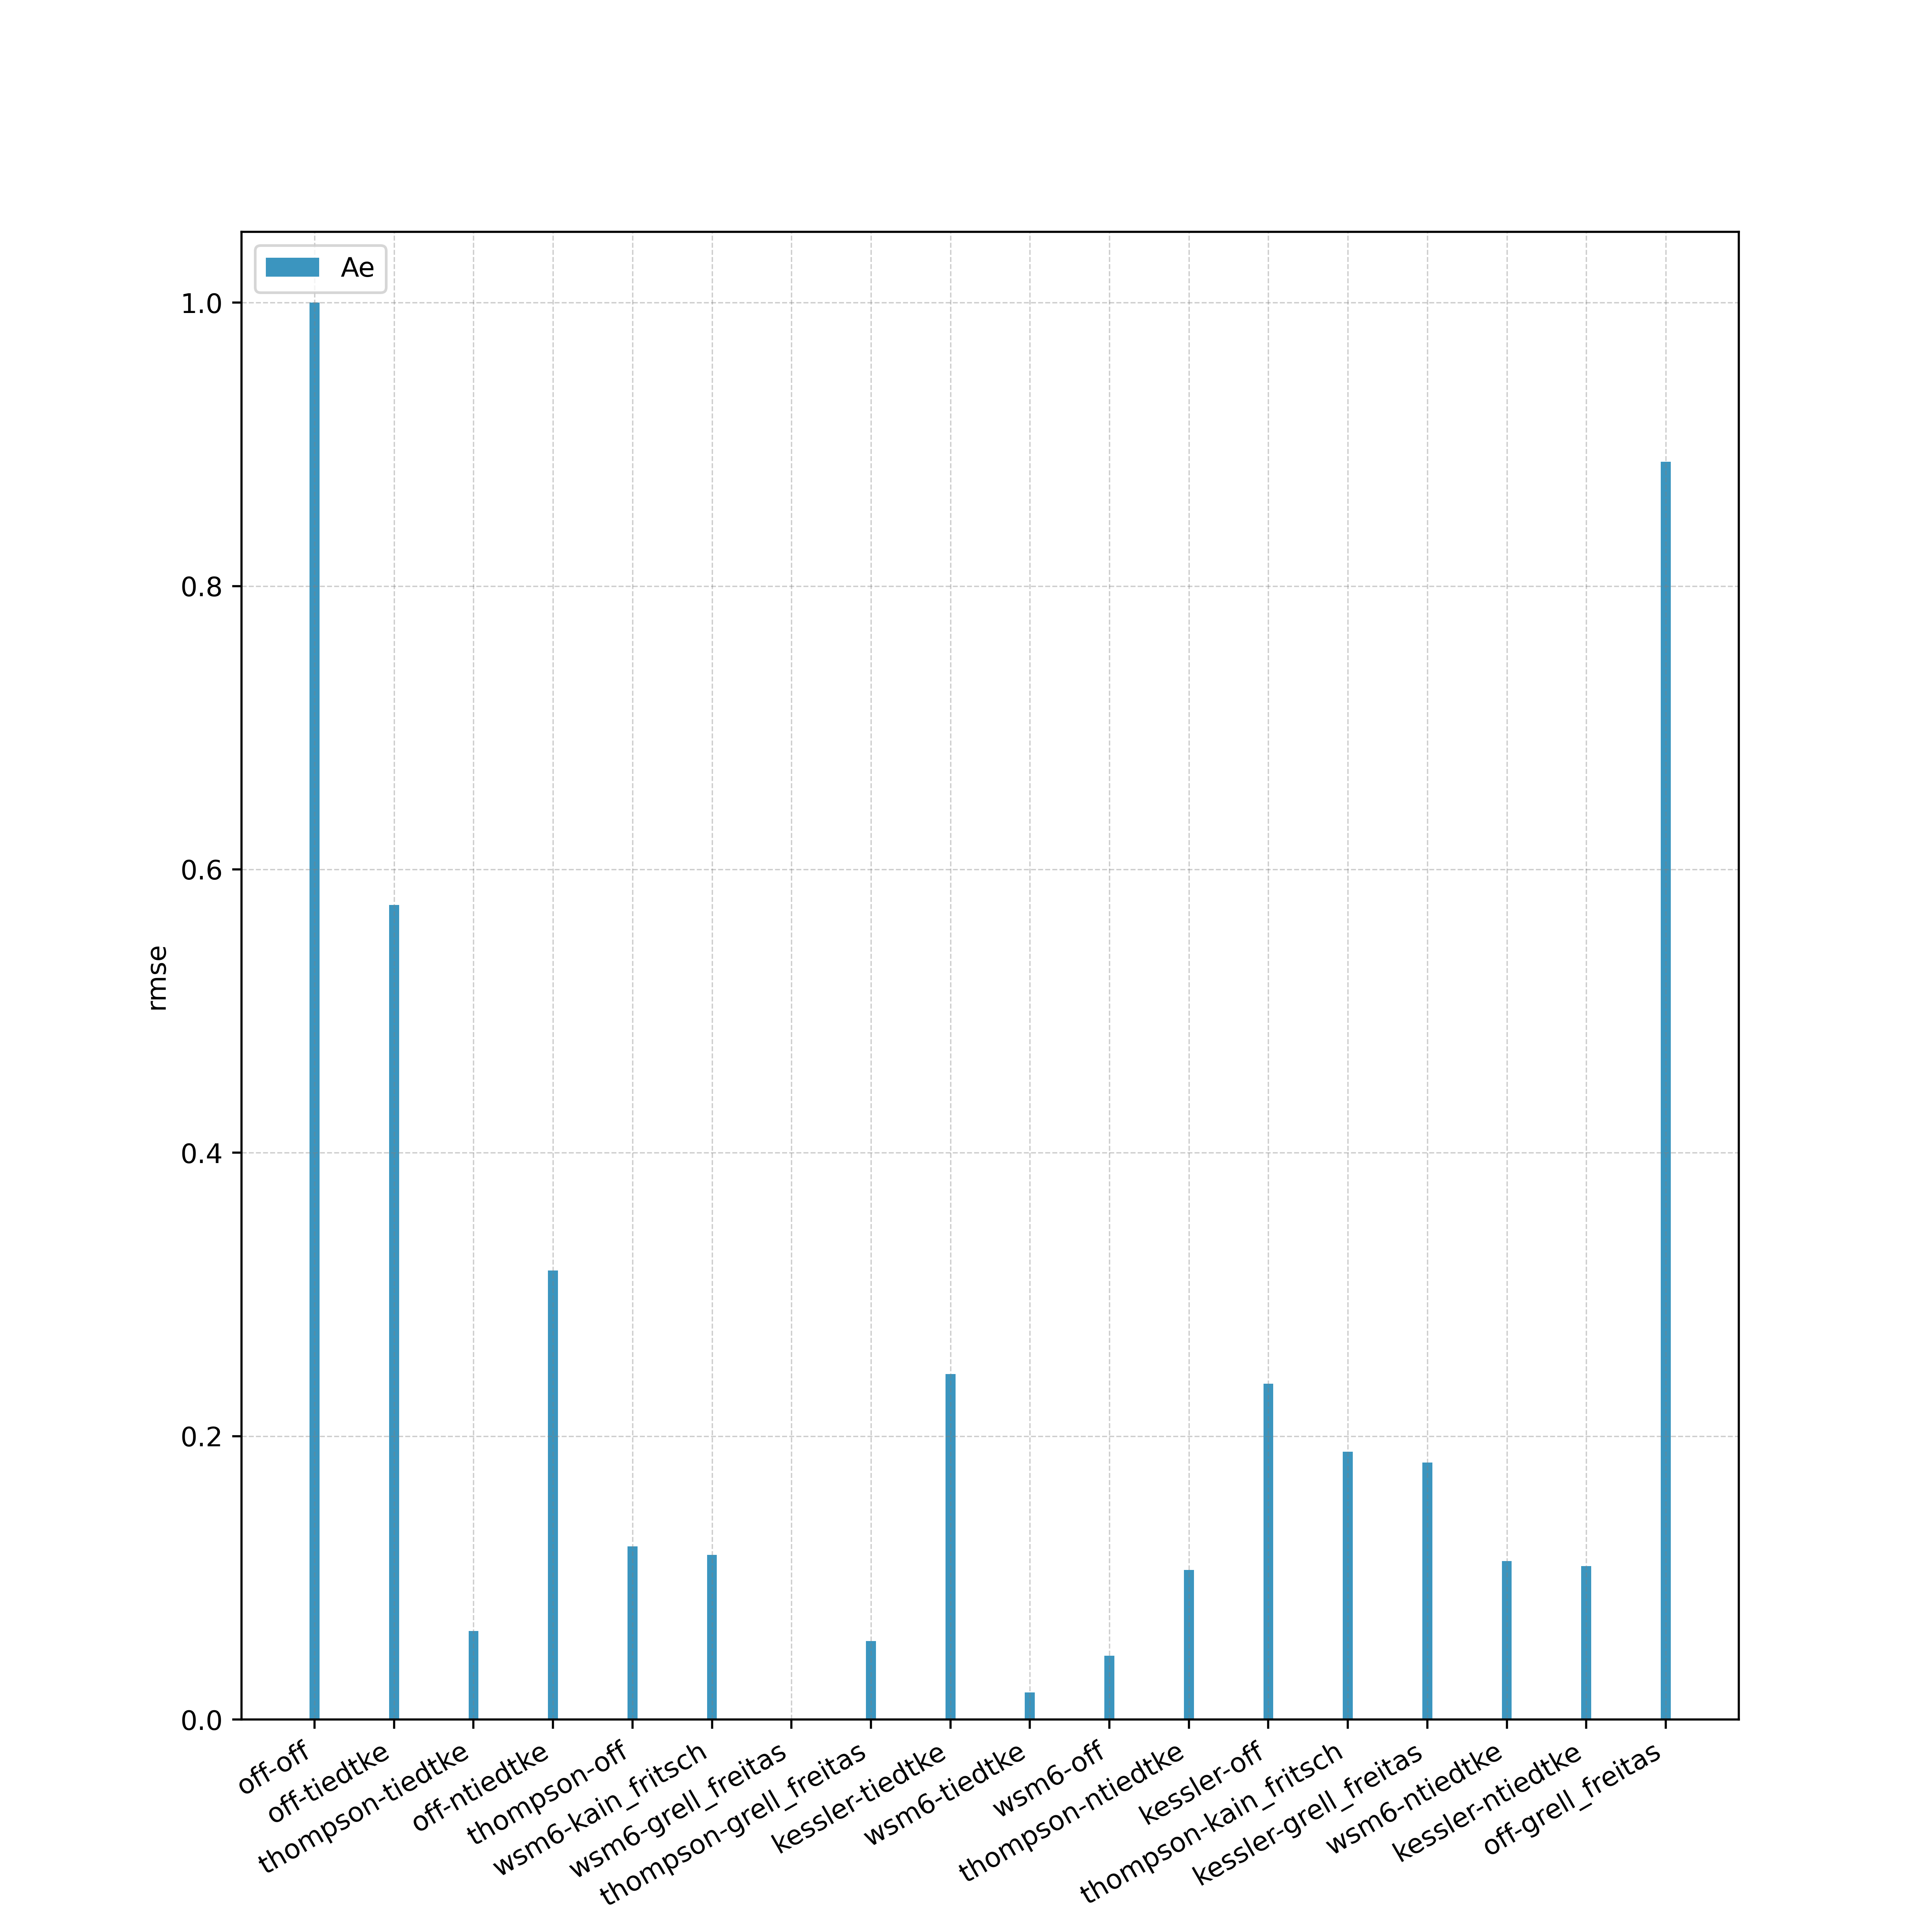 Ae
1.0
0.8
0.6
0.4
0.2
0.0
rmse
off-off
off-tiedtke
thompson-tiedtke
off-ntiedtke
thompson-off
wsm6-kain_fritsch
wsm6-grell_freitas
thompson-grell_freitas
kessler-tiedtke
wsm6-tiedtke
wsm6-off
thompson-ntiedtke
kessler-off
thompson-kain_fritsch
kessler-grell_freitas
wsm6-ntiedtke
kessler-ntiedtke
off-grell_freitas